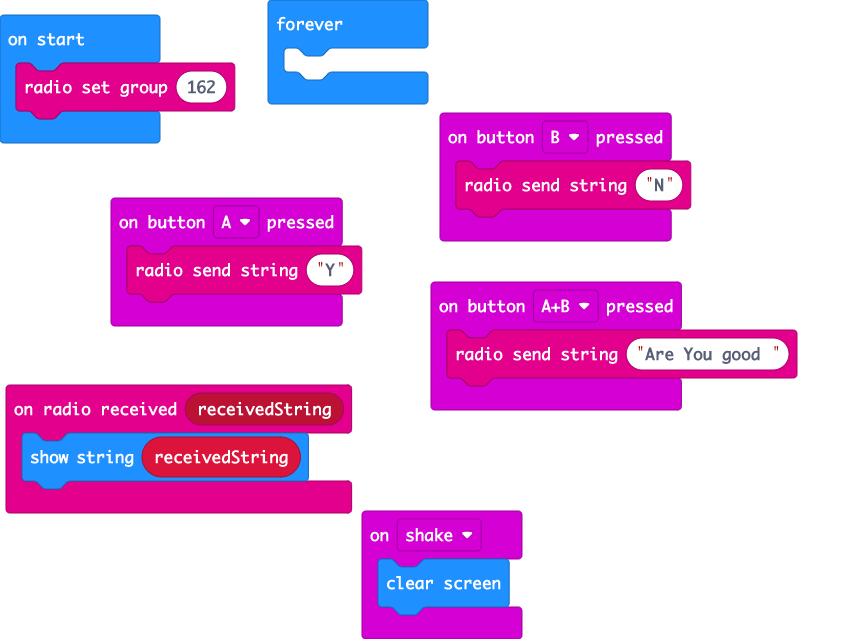 on start
radio set group 162
forever
on button B pressed
radio send string "N"
on button A pressed
radio send string "Y"
on button A+B pressed
radio send string "Are You good "
on radio received receivedString
show string receivedString
on shake
clear screen